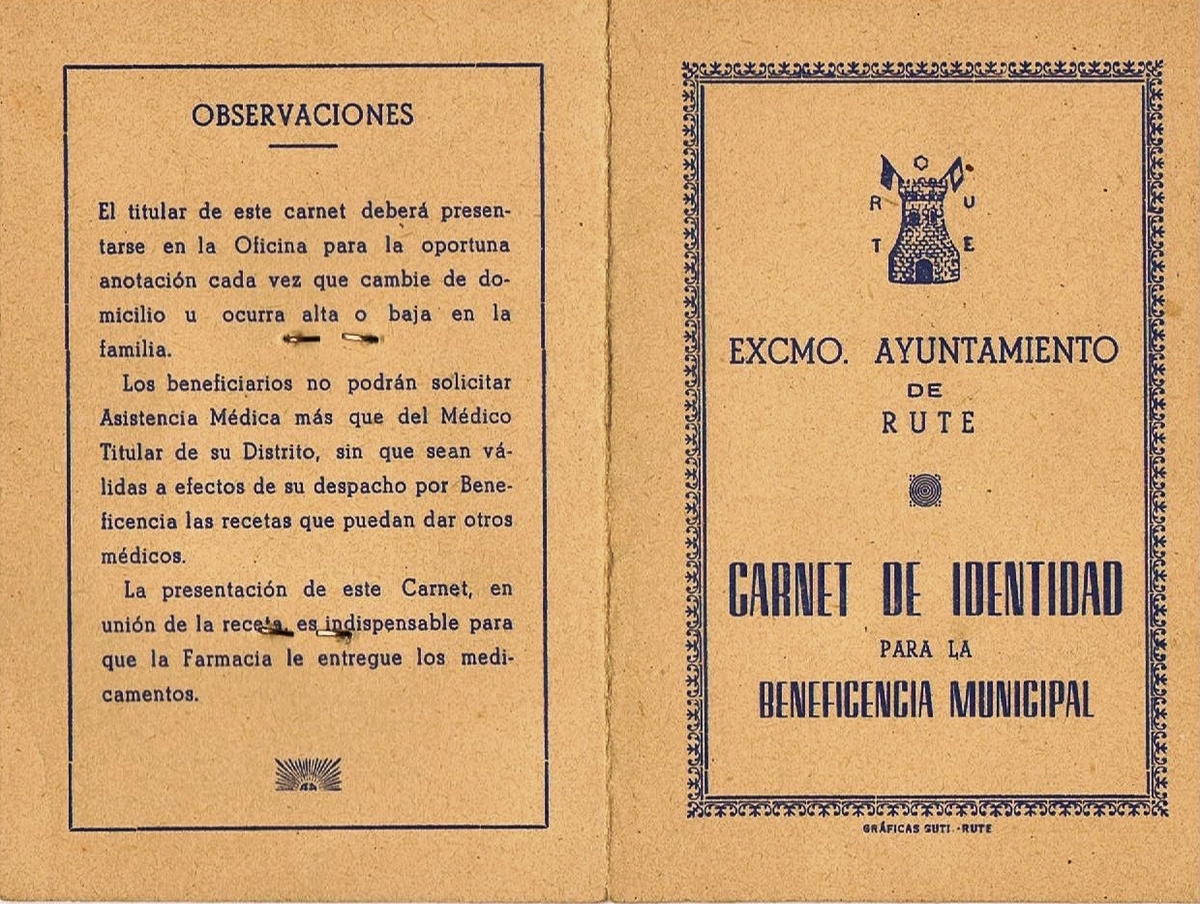 OBSERVACIONES
El titular de este carnet deberá presen-
tarse en la Oficina para la oportuna
anotación cada vez que cambie de do-
micilio u ocurra alta o baja en la
familia.
Los beneficiarios no podrán solicitar
Asistencia Médica más que del Médico
Titular de su Distrito, sin que sean vá-
lidas a efectos de su despacho por Bene-
ficencia las recetas que puedan dar otros
médicos.
La presentación de este Carnet, en
unión de la receta, es indispensable para
que la Farmacia le entregue los medi-
camentos.
R U
T E
EXCMO. AYUNTAMIENTO
DE
RUTE
CARNET DE IDENTIDAD
PARA LA
BENEFICENCIA MUNICIPAL
GRÁFICAS GUTI.-RUTE